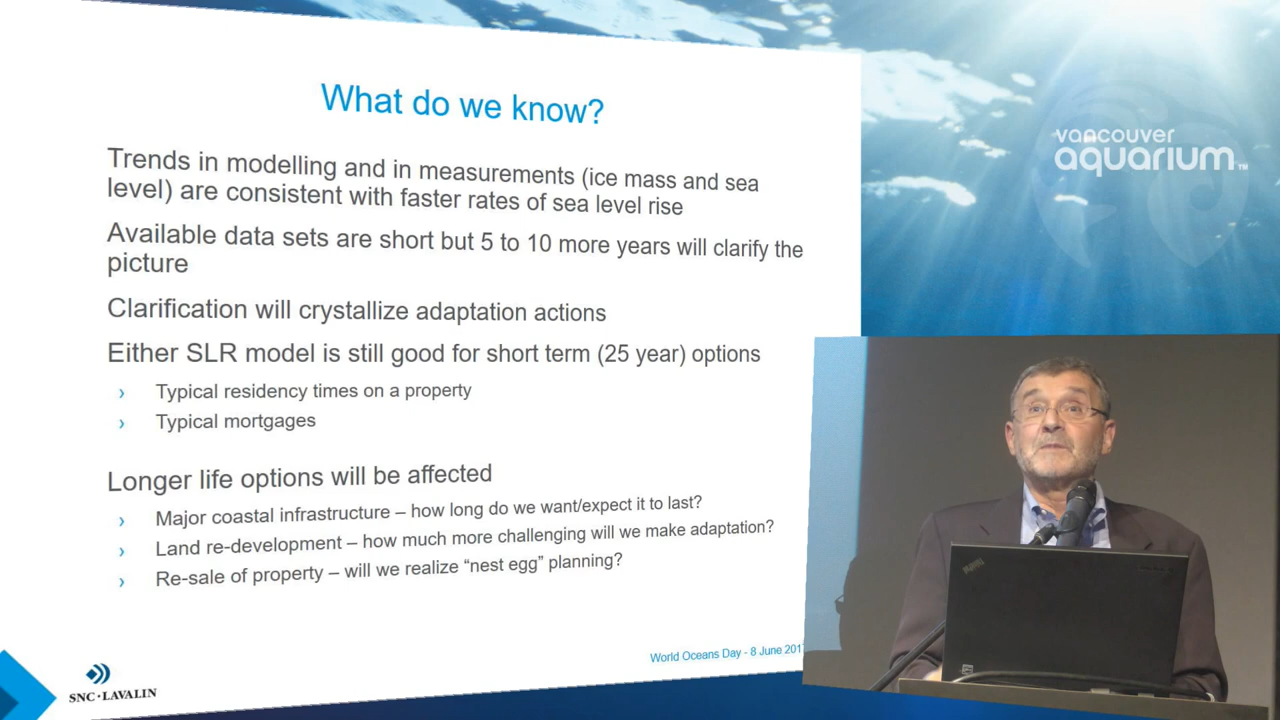 What do we know?
Trends in modelling and in measurements (ice mass and sea
level) are consistent with faster rates of sea level rise
Available data sets are short but 5 to 10 more years will clarify the
picture
Clarification will crystallize adaptation actions
Either SLR model is still good for short term (25 year) options
› Typical residency times on a property
› Typical mortgages
Longer life options will be affected
› Major coastal infrastructure – how long do we want/expect it to last?
› Land re-development – how much more challenging will we make adaptation?
› Re-sale of property – will we realize “nest egg” planning?
World Oceans Day - 8 June 201
SNC•LAVALIN
vancouver
aquarium™
ThinkPad